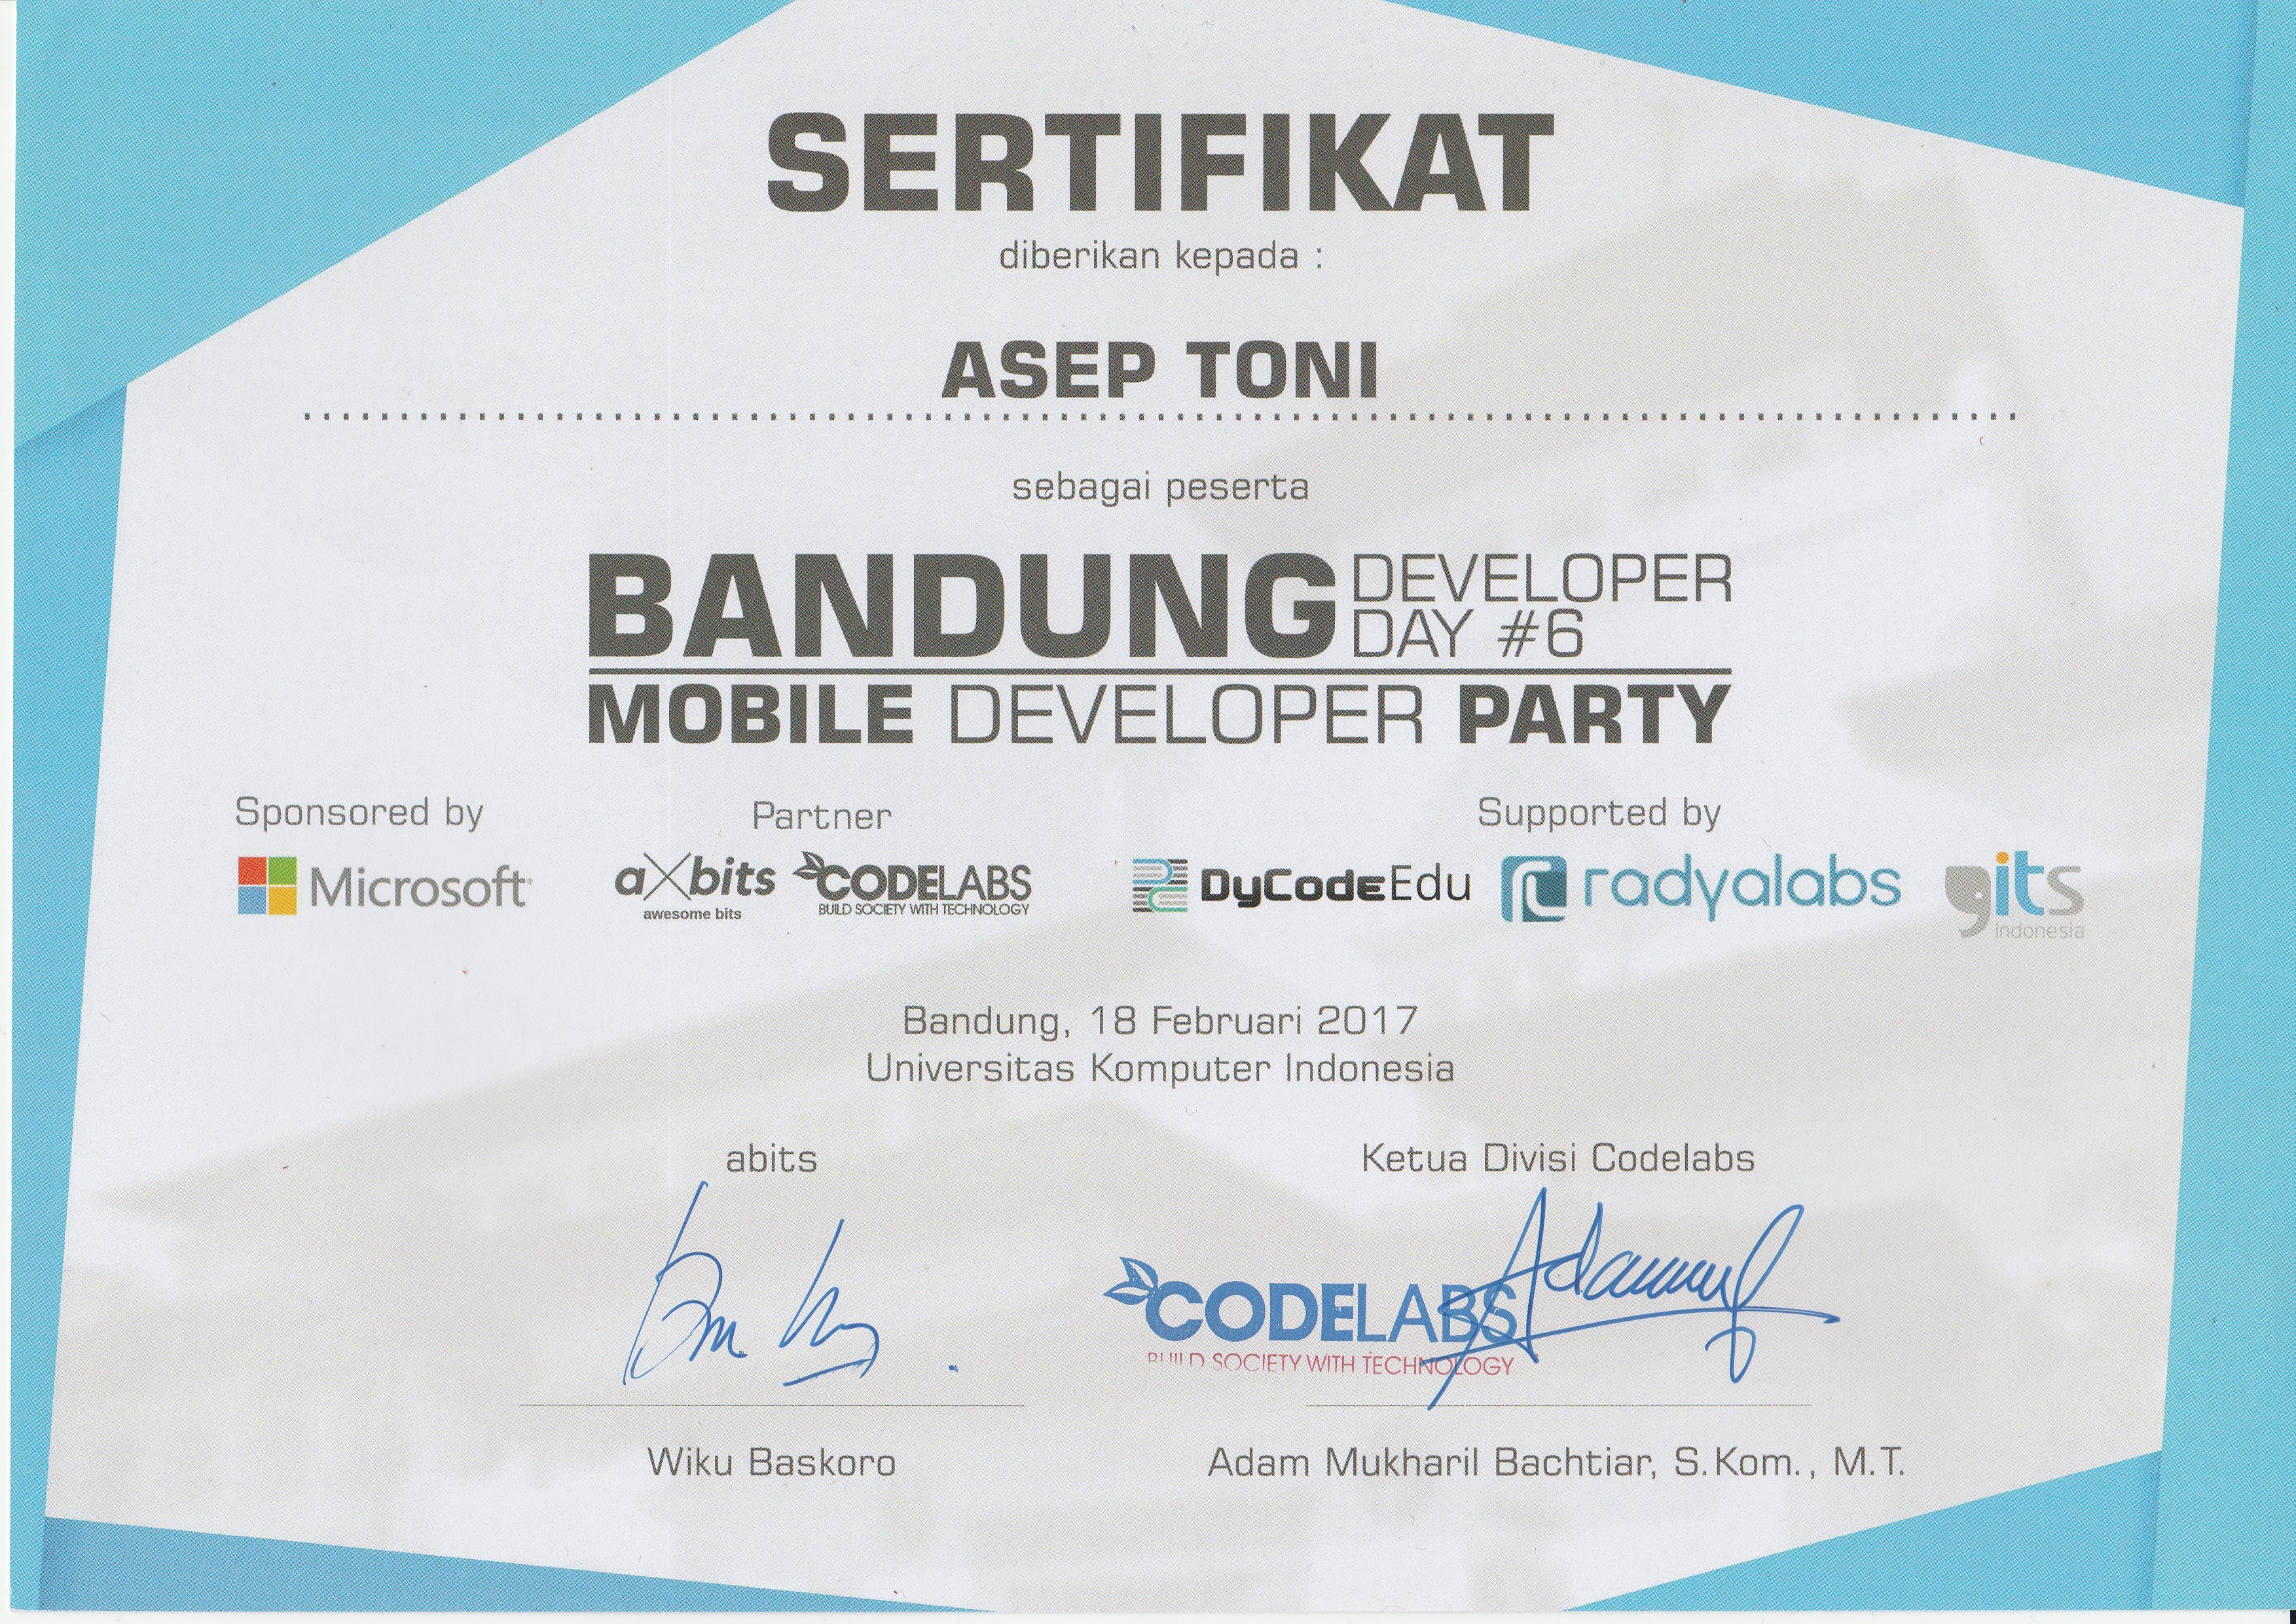 SERTIFIKAT
diberikan kepada :
ASEP TONI
sebagai peserta
BANDUNG DEVELOPER DAY #6
MOBILE DEVELOPER PARTY
Sponsored by
Microsoft
Partner
aXbits
awesome bits
CODELABS
BUILD SOCIETY WITH TECHNOLOGY
Supported by
DyCodeEdu
radyalabs
gits
Indonesia
Bandung, 18 Februari 2017
Universitas Komputer Indonesia
abits
Ketua Divisi Codelabs
CODELABS
BUILD SOCIETY WITH TECHNOLOGY
Wiku Baskoro
Adam Mukharil Bachtiar, S.Kom., M.T.